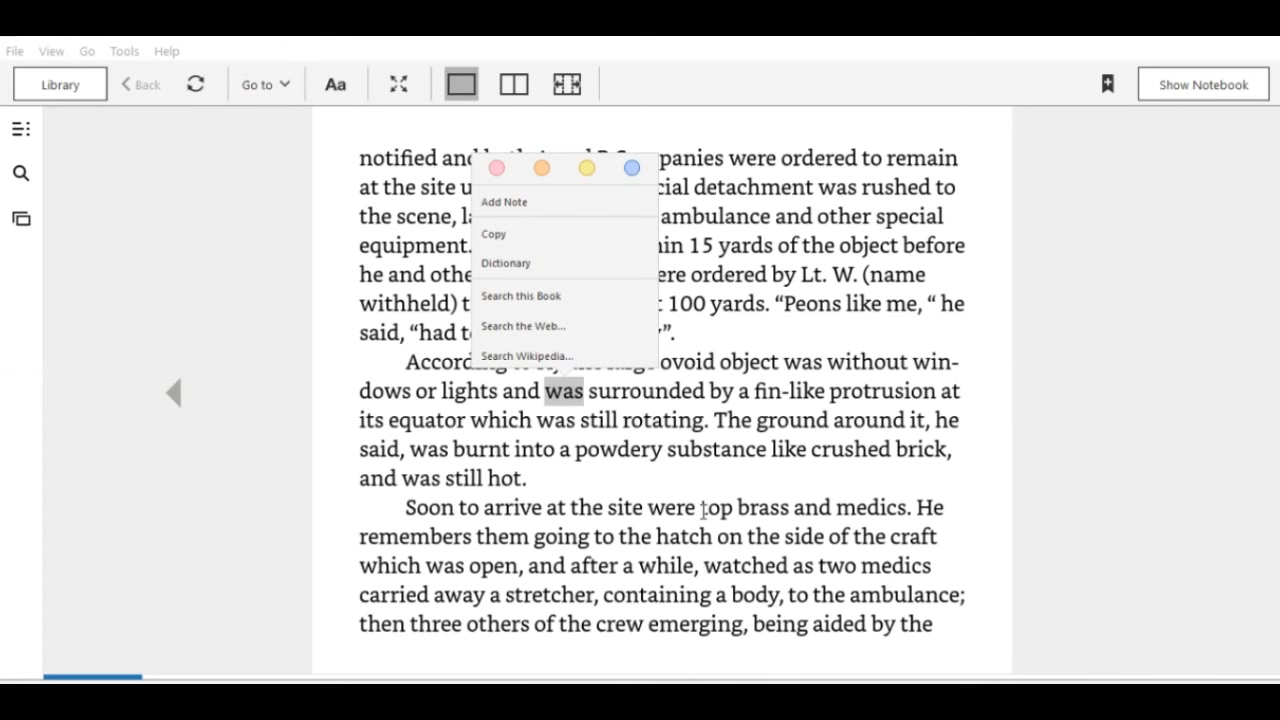 File View Go Tools Help
Library Back Go to Aa Show Notebook
notified and panies were ordered to remain
at the site cial detachment was rushed to
the scene, ambulance and other special
equipment. 15 yards of the object before
he and ere ordered by Lt. W. (name
withheld) 100 yards. “Peons like me, “ he
said, “had ”.
Add Note
Copy
Dictionary
Search this Book
Search the Web...
Search Wikipedia...
ovoid object was without win-
dows or lights and was surrounded by a fin-like protrusion at
its equator which was still rotating. The ground around it, he
said, was burnt into a powdery substance like crushed brick,
and was still hot.
Soon to arrive at the site were top brass and medics. He
remembers them going to the hatch on the side of the craft
which was open, and after a while, watched as two medics
carried away a stretcher, containing a body, to the ambulance;
then three others of the crew emerging, being aided by the